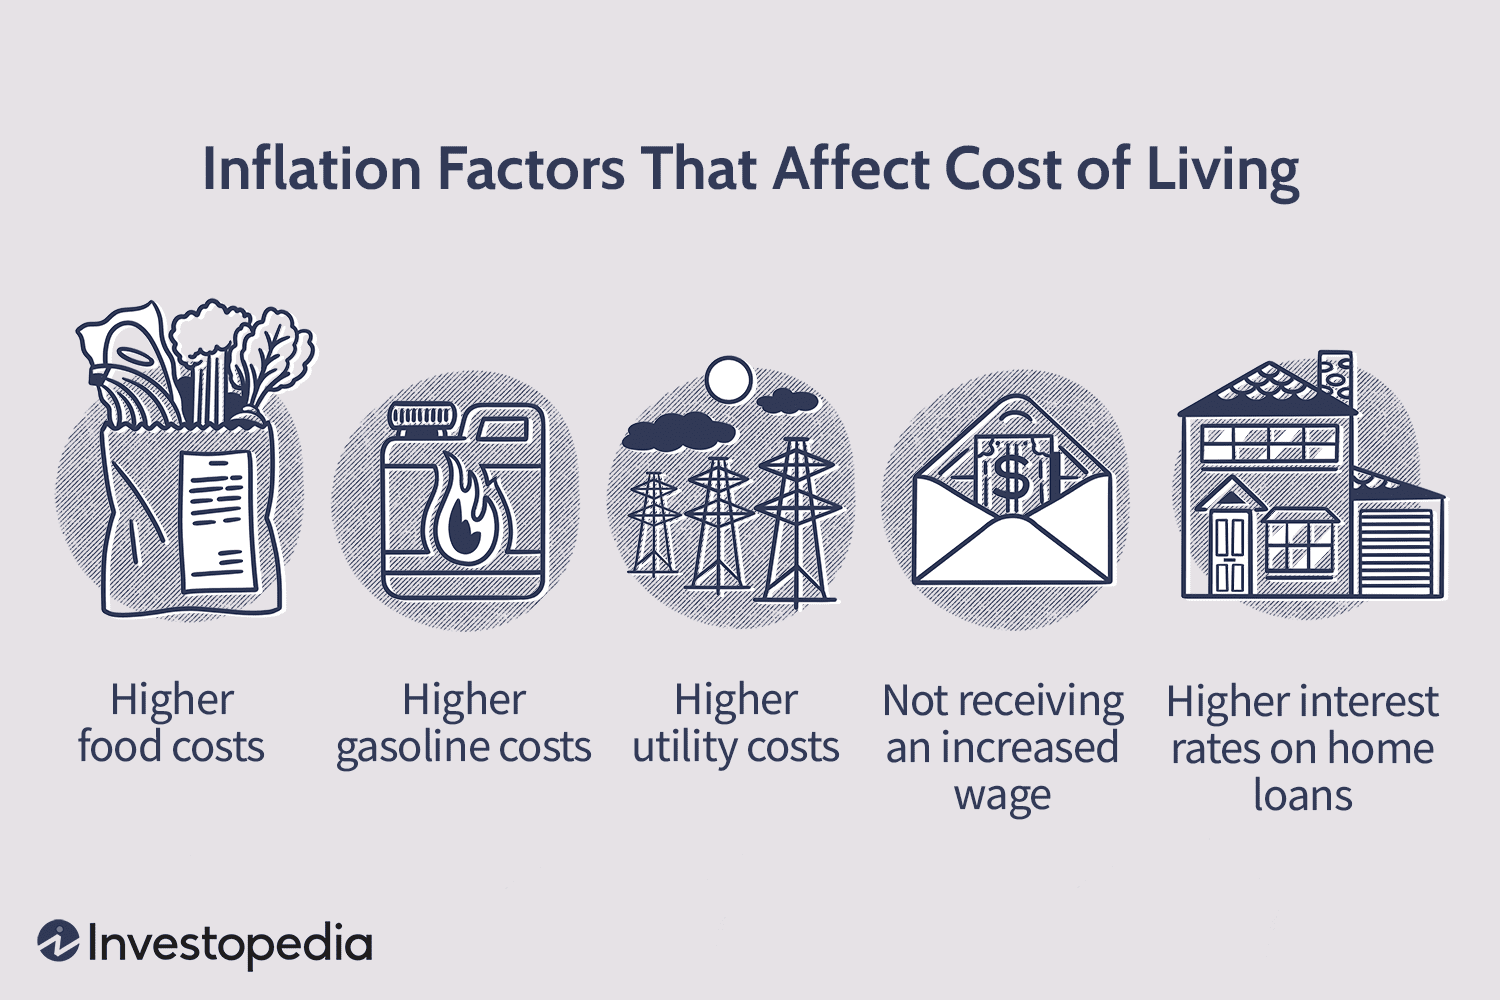 Inflation Factors That Affect Cost of Living
Higher
food costs
Higher
gasoline costs
Higher
utility costs
Not receiving
an increased
wage
Higher interest
rates on home
loans
$
Investopedia